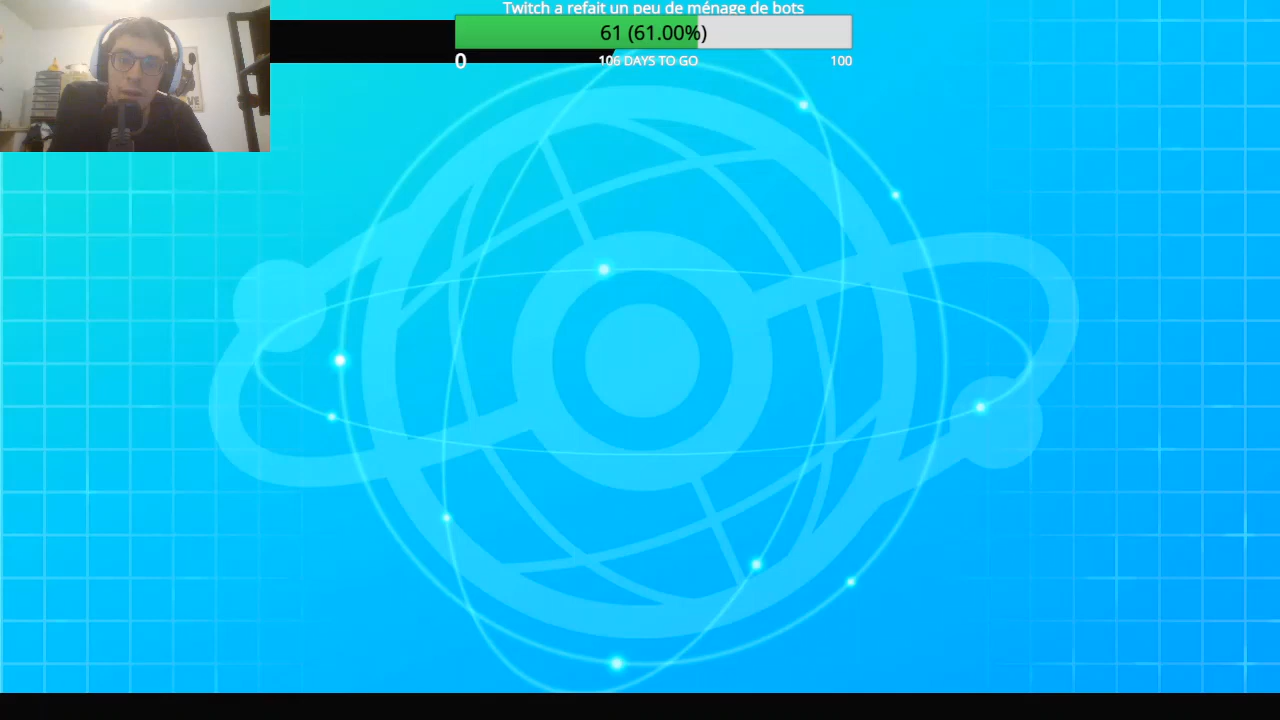 Twitch a refait un peu de ménage de bots
61 (61.00%)
0 106 DAYS TO GO 100